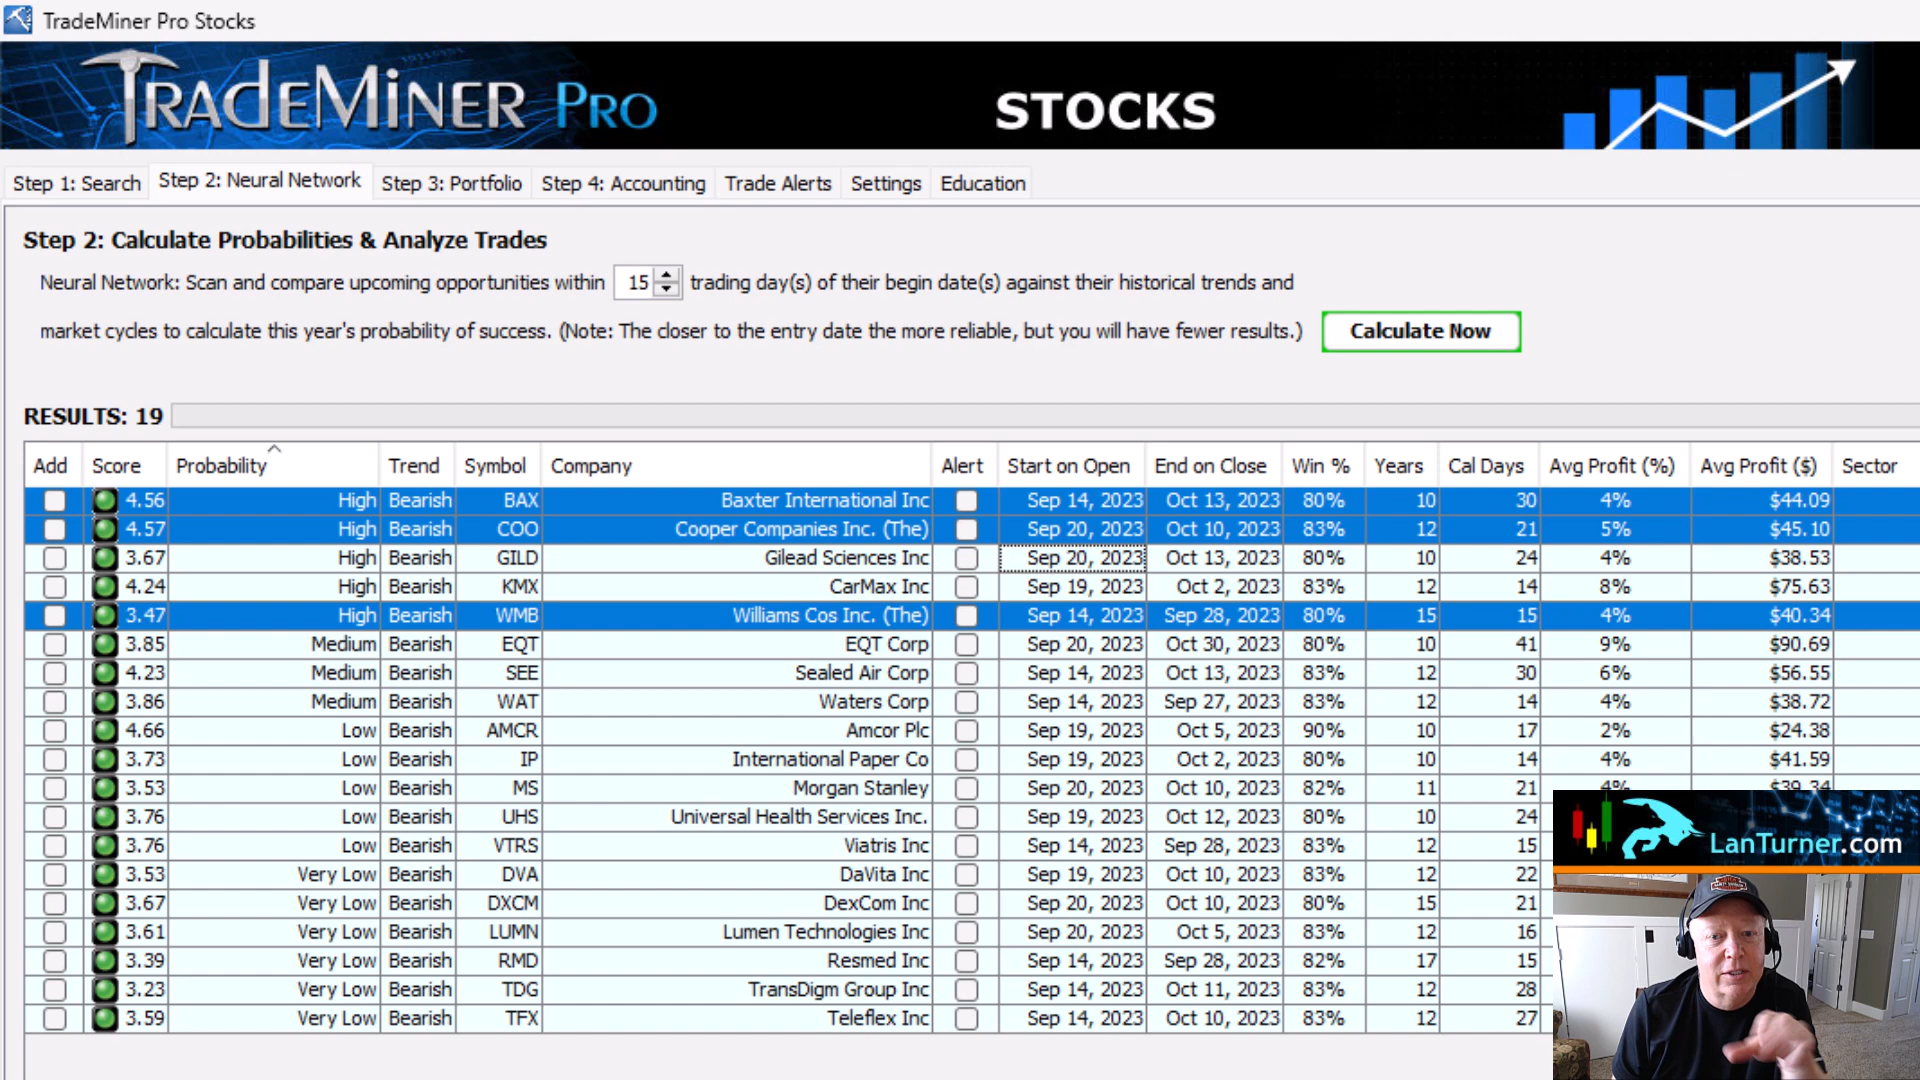 TradeMiner Pro Stocks
TRADEMINER PRO
STOCKS
Step 1: Search Step 2: Neural Network Step 3: Portfolio Step 4: Accounting Trade Alerts Settings Education
Step 2: Calculate Probabilities & Analyze Trades
Neural Network: Scan and compare upcoming opportunities within 15 trading day(s) of their begin date(s) against their historical trends and
market cycles to calculate this year's probability of success. (Note: The closer to the entry date the more reliable, but you will have fewer results.) Calculate Now
RESULTS: 19
Add Score Probability Trend Symbol Company Alert Start on Open End on Close Win % Years Cal Days Avg Profit (%) Avg Profit ($) Sector
4.56 High Bearish BAX Baxter International Inc Sep 14, 2023 Oct 13, 2023 80% 10 30 4% $44.09
4.57 High Bearish COO Cooper Companies Inc. (The) Sep 20, 2023 Oct 10, 2023 83% 12 21 5% $45.10
3.67 High Bearish GILD Gilead Sciences Inc Sep 20, 2023 Oct 13, 2023 80% 10 24 4% $38.53
4.24 High Bearish KMX CarMax Inc Sep 19, 2023 Oct 2, 2023 83% 12 14 8% $75.63
3.47 High Bearish WMB Williams Cos Inc. (The) Sep 14, 2023 Sep 28, 2023 80% 15 15 4% $40.34
3.85 Medium Bearish EQT EQT Corp Sep 20, 2023 Oct 30, 2023 80% 10 41 9% $90.69
4.23 Medium Bearish SEE Sealed Air Corp Sep 14, 2023 Oct 13, 2023 83% 12 30 6% $56.55
3.86 Medium Bearish WAT Waters Corp Sep 14, 2023 Sep 27, 2023 83% 12 14 4% $38.72
4.66 Low Bearish AMCR Amcor Plc Sep 19, 2023 Oct 5, 2023 90% 10 17 2% $24.38
3.73 Low Bearish IP International Paper Co Sep 19, 2023 Oct 2, 2023 80% 10 14 4% $41.59
3.53 Low Bearish MS Morgan Stanley Sep 20, 2023 Oct 10, 2023 82% 11 21 4% $39.34
3.76 Low Bearish UHS Universal Health Services Inc. Sep 19, 2023 Oct 12, 2023 80% 10 24
3.76 Low Bearish VTRS Viatris Inc Sep 14, 2023 Sep 28, 2023 83% 12 15
3.53 Very Low Bearish DVA DaVita Inc Sep 19, 2023 Oct 10, 2023 83% 12 22
3.67 Very Low Bearish DXCM DexCom Inc Sep 20, 2023 Oct 10, 2023 80% 15 21
3.61 Very Low Bearish LUMN Lumen Technologies Inc Sep 20, 2023 Oct 5, 2023 83% 12 16
3.39 Very Low Bearish RMD Resmed Inc Sep 14, 2023 Sep 28, 2023 82% 17 15
3.23 Very Low Bearish TDG TransDigm Group Inc Sep 14, 2023 Oct 11, 2023 83% 12 28
3.59 Very Low Bearish TFX Teleflex Inc Sep 14, 2023 Oct 10, 2023 83% 12 27
LanTurner.com